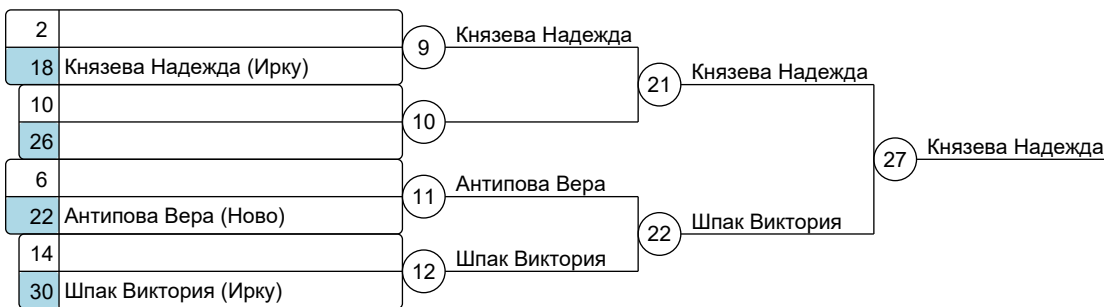 2
18 Князева Надежда (Ирку)
10
26
6
22 Антипова Вера (Ново)
14
30 Шпак Виктория (Ирку)
9 Князева Надежда
10
11 Антипова Вера
12 Шпак Виктория
21 Князева Надежда
22 Шпак Виктория
27 Князева Надежда